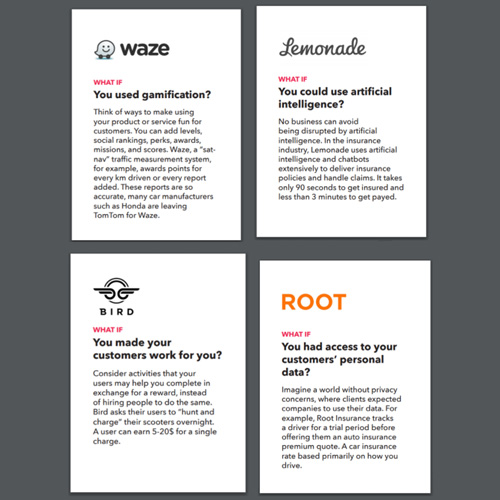 waze
WHAT IF
You used gamification?
Think of ways to make using
your product or service fun for
customers. You can add levels,
social rankings, perks, awards,
missions, and scores. Waze, a "sat-
nav" traffic measurement system,
for example, awards points for
every km driven or every report
added. These reports are so
accurate, many car manufacturers
such as Honda are leaving
TomTom for Waze.
Lemonade
WHAT IF
You could use artificial
intelligence?
No business can avoid
being disrupted by artificial
intelligence. In the insurance
industry, Lemonade uses artificial
intelligence and chatbots
extensively to deliver insurance
policies and handle claims. It takes
only 90 seconds to get insured and
less than 3 minutes to get payed.
BIRD
WHAT IF
You made your
customers work for you?
Consider activities that your
users may help you complete in
exchange for a reward, instead
of hiring people to do the same.
Bird asks their users to "hunt and
charge" their scooters overnight.
A user can earn 5-20$ for a single
charge.
ROOT
WHAT IF
You had access to your
customers' personal
data?
Imagine a world without privacy
concerns, where clients expected
companies to use their data. For
example, Root Insurance tracks
a driver for a trial period before
offering them an auto insurance
premium quote. A car insurance
rate based primarily on how you
drive.